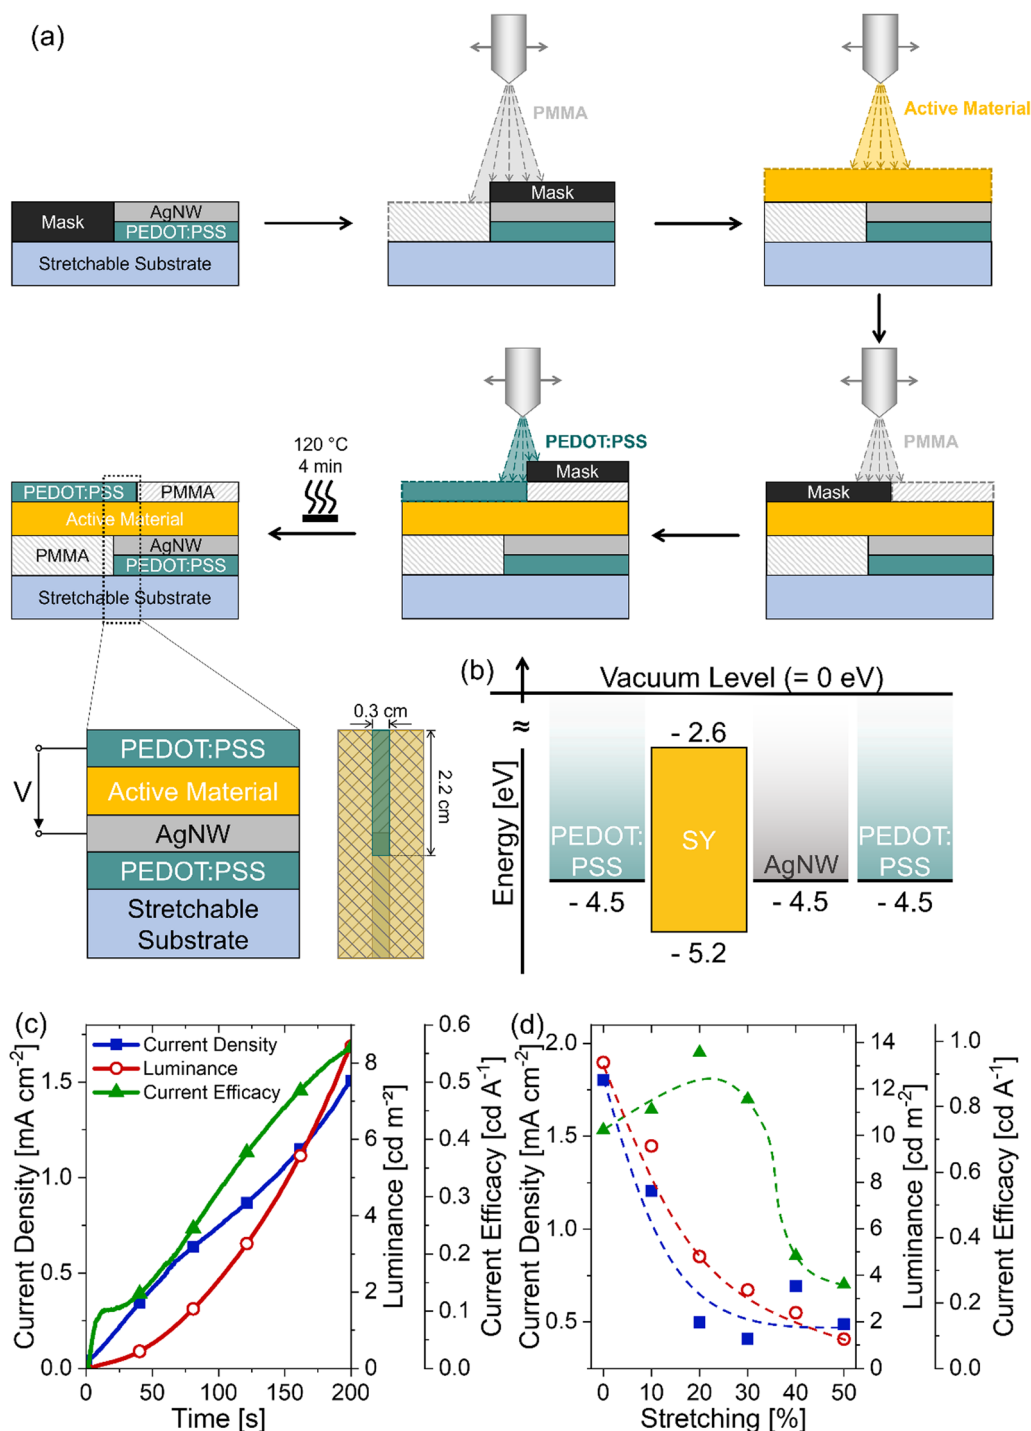 (a)
PMMA
Active Material
Mask
AgNW
PEDOT:PSS
Stretchable Substrate
Mask
PEDOT:PSS
Mask
120 °C
4 min
PMMA
Mask
PEDOT:PSS
PMMA
Active Material
PMMA
AgNW
PEDOT:PSS
Stretchable Substrate
V
PEDOT:PSS
Active Material
AgNW
PEDOT:PSS
Stretchable
Substrate
0.3 cm
2.2 cm
(b)
Vacuum Level (= 0 eV)
≈
Energy [eV]
PEDOT:
PSS
- 4.5
- 2.6
SY
- 5.2
AgNW
- 4.5
PEDOT:
PSS
- 4.5
(c)
Current Density
Luminance
Current Efficacy
Current Density [mA cm-2]
1.5
1.0
0.5
0.0
0 50 100 150 200
Time [s]
Luminance [cd m-2]
8
6
4
2
0
Current Efficacy [cd A-1]
0.6
0.5
0.4
0.3
0.2
0.1
0.0
(d)
Current Density [mA cm-2]
2.0
1.5
1.0
0.5
0 10 20 30 40 50
Stretching [%]
Luminance [cd m-2]
14
12
10
8
6
4
2
0
Current Efficacy [cd A-1]
1.0
0.8
0.6
0.4
0.2
0.0